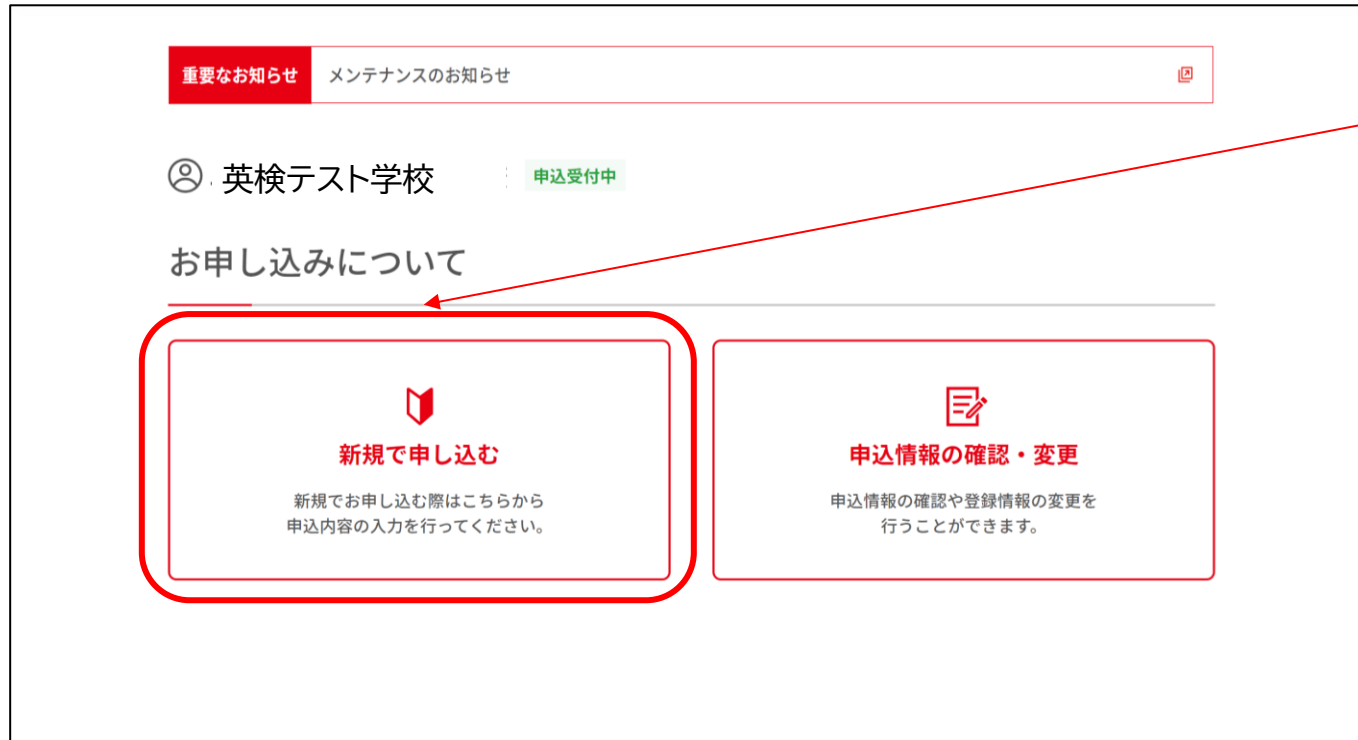 重要なお知らせ メンテナンスのお知らせ
英検テスト学校 申込受付中
お申し込みについて
新規で申し込む
新規でお申し込む際はこちらから
申込内容の入力を行ってください。
申込情報の確認・変更
申込情報の確認や登録情報の変更を
行うことができます。